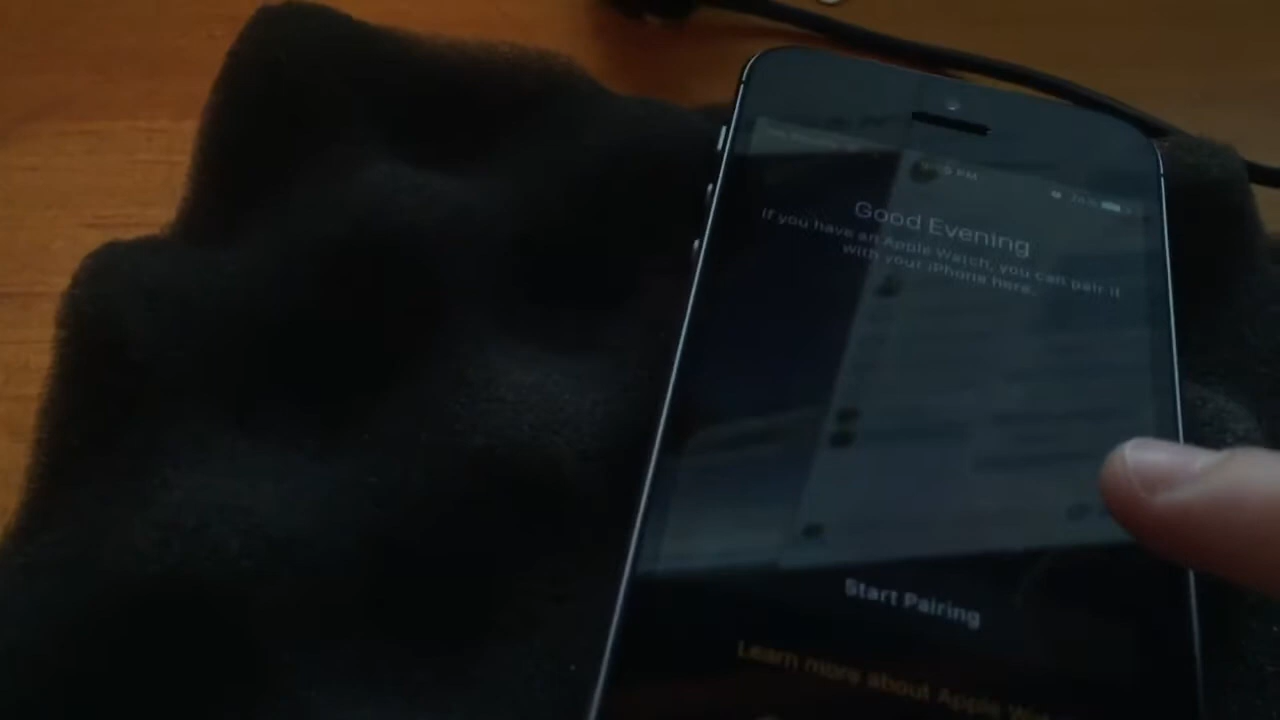 PM
Good Evening
If you have an Apple Watch, you can pair it
with your iPhone here.
Start Pairing
Learn more about Apple